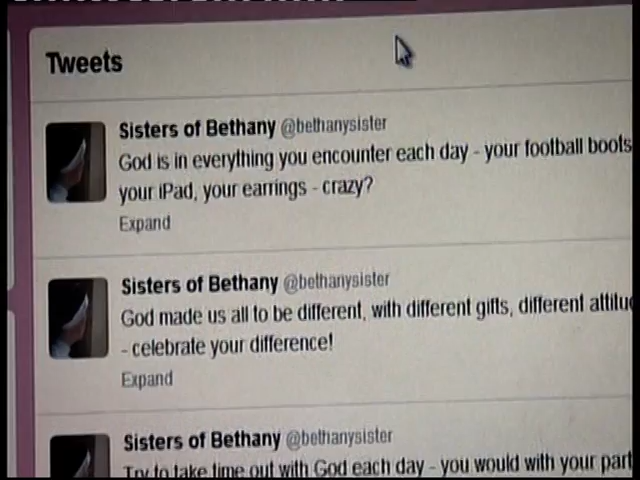 Tweets
Sisters of Bethany @bethanysister
God is in everything you encounter each day - your football boots
your iPad, your earrings - crazy?
Expand
Sisters of Bethany @bethanysister
God made us all to be different, with different gifts, different
- celebrate your difference!
Expand
Sisters of Bethany @bethanysister
Try to take time out with God each day - you would with your